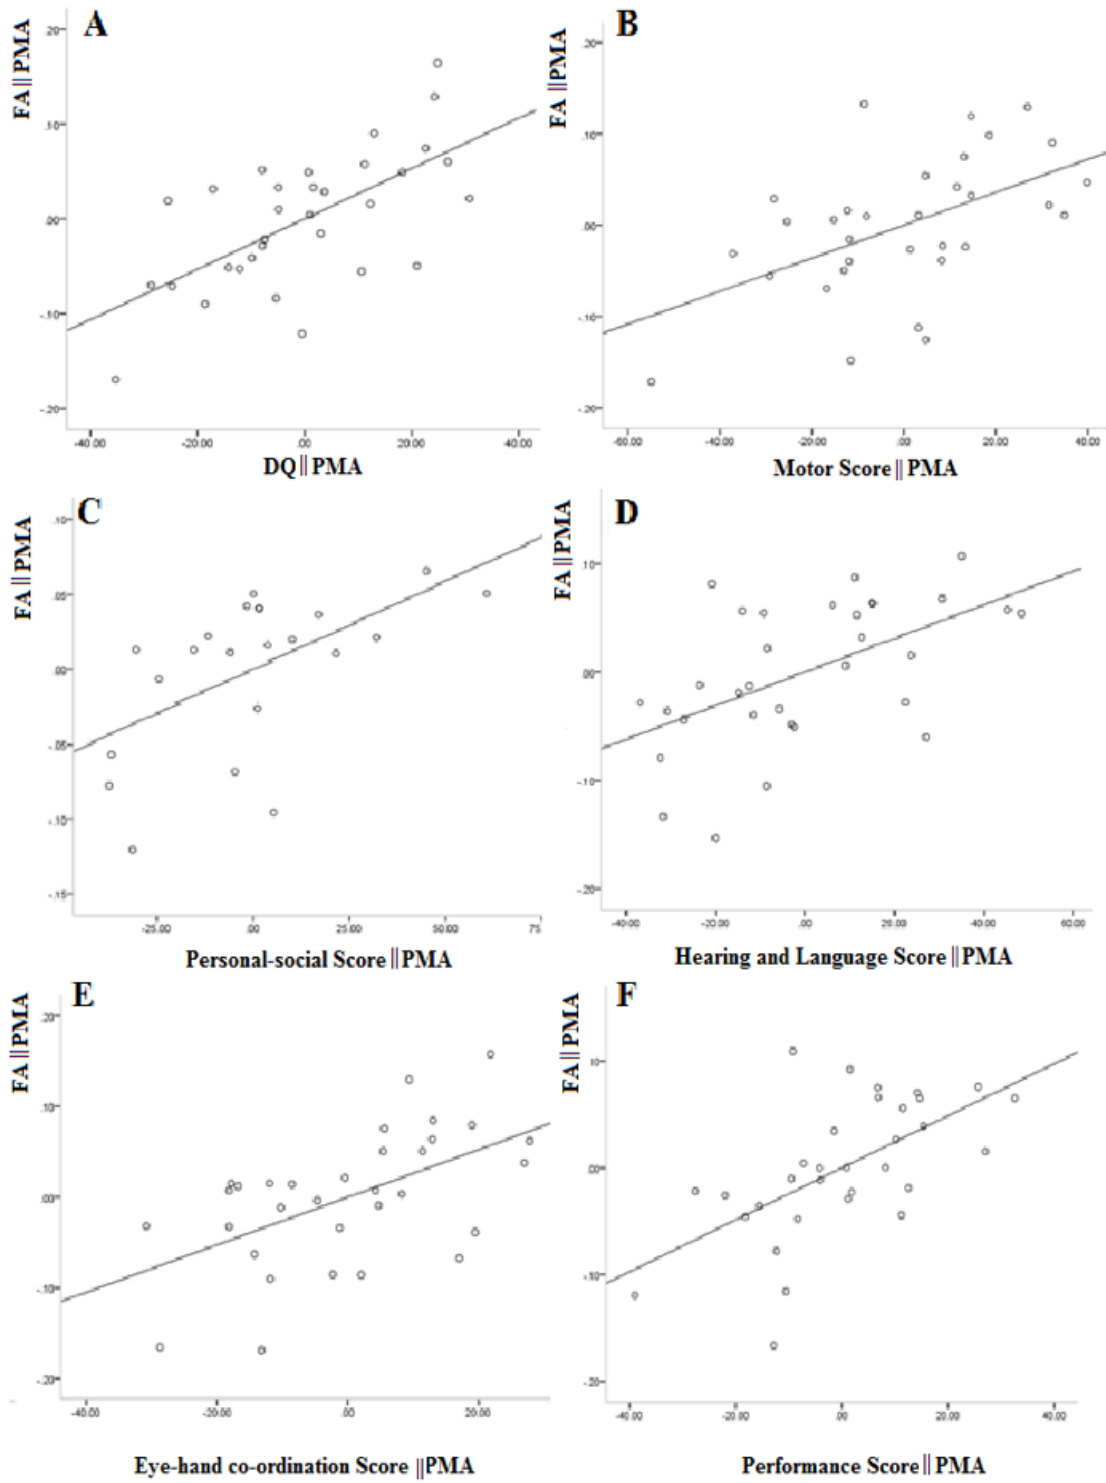 A
FA||PMA
.20
.10
.00
-.10
-.20
-40.00 -20.00 .00 20.00 40.00
DQ||PMA
B
FA ||PMA
.20
.10
.00
-.10
-.20
-60.00 -40.00 -20.00 .00 20.00 40.00
Motor Score||PMA
C
FA||PMA
.10
.05
.00
-.05
-.10
-.15
-25.00 .00 25.00 50.00 75.
Personal-social Score||PMA
D
FA||PMA
.10
.00
-.10
-.20
-40.00 -20.00 .00 20.00 40.00 60.00
Hearing and Language Score||PMA
E
FA||PMA
.20
.10
.00
-.10
-.20
-40.00 -20.00 .00 20.00
Eye-hand co-ordination Score ||PMA
F
FA||PMA
.10
.00
-.10
-.20
-40.00 -20.00 .00 20.00 40.00
Performance Score||PMA